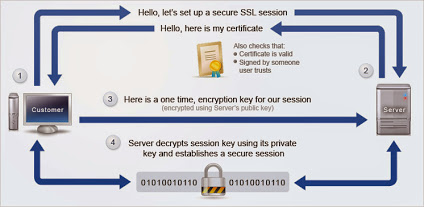 Hello, let's set up a secure SSL session
Hello, here is my certificate
Also checks that:
• Certificate is valid
• Signed by someone
user trusts
1
2
Customer
Server
3
Here is a one time, encryption key for our session
(encrypted using Server's public key)
4
Server decrypts session key using its private
key and establishes a secure session
01010010110
01010010110